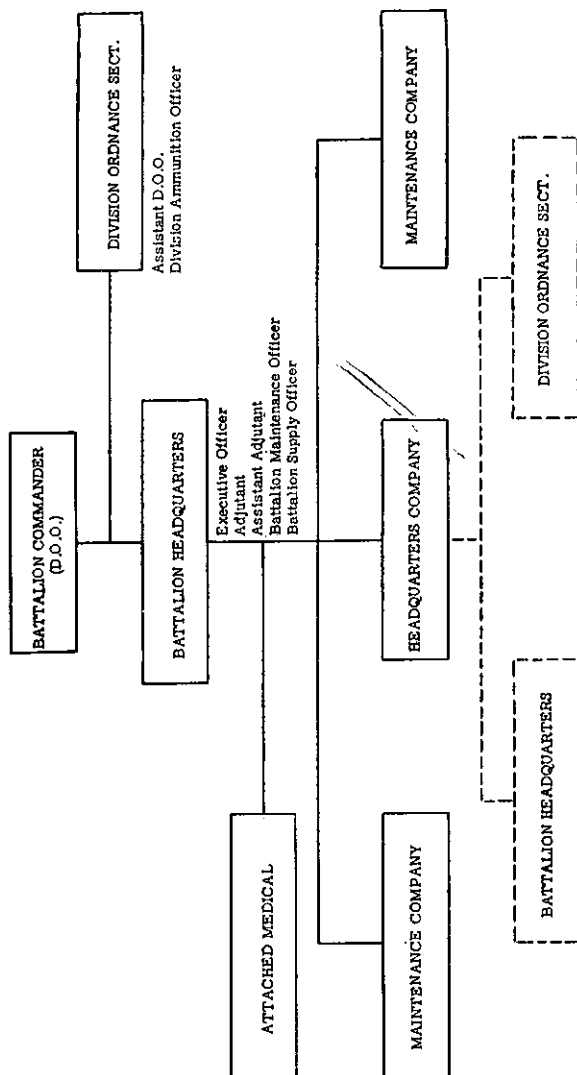 BATTALION COMMANDER
(D.O.O.)
DIVISION ORDNANCE SECT.
Assistant D.O.O.
Division Ammunition Officer
BATTALION HEADQUARTERS
Executive Officer
Adjutant
Assistant Adjutant
Battalion Maintenance Officer
Battalion Supply Officer
ATTACHED MEDICAL
MAINTENANCE COMPANY
HEADQUARTERS COMPANY
MAINTENANCE COMPANY
BATTALION HEADQUARTERS
DIVISION ORDNANCE SECT.